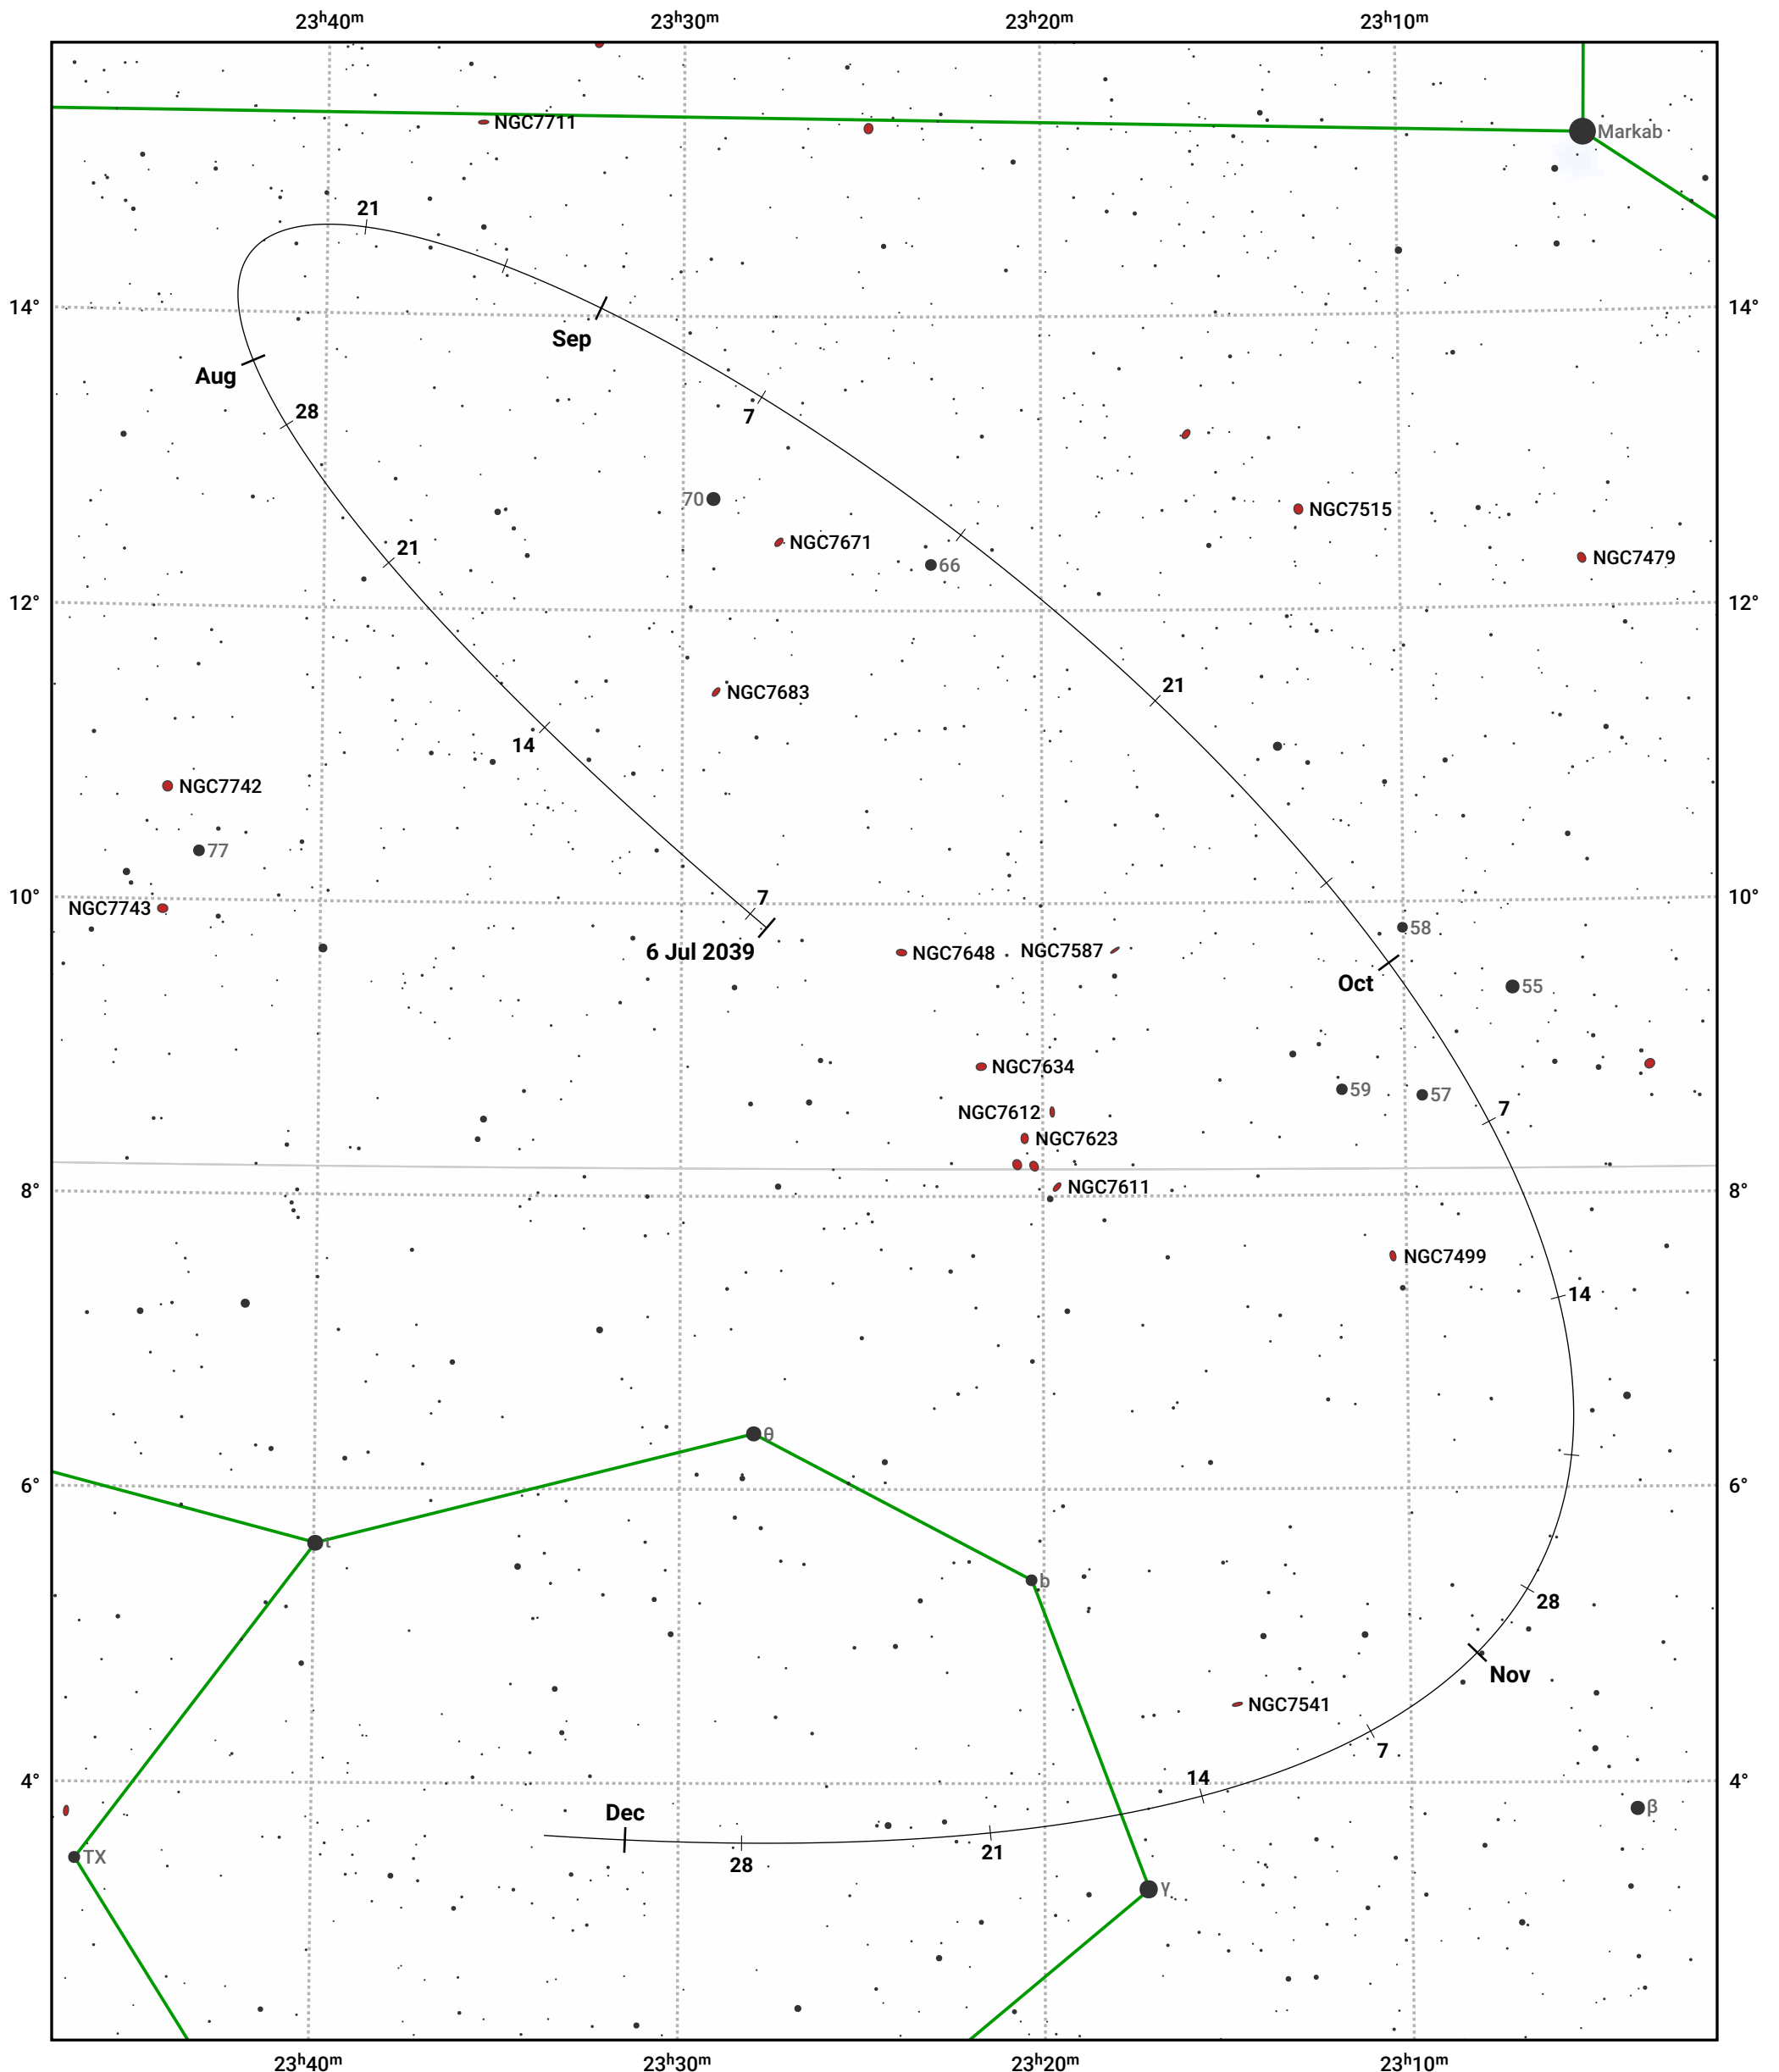 23ʰ40ᵐ 23ʰ30ᵐ 23ʰ20ᵐ 23ʰ10ᵐ
NGC7711
Markab
21
14° 14°
Sep
Aug
28
7
70
NGC7515
NGC7671
21
NGC7479
66
12° 12°
21
NGC7683
14
NGC7742
77
10° 10°
7
NGC7743
58
6 Jul 2039
NGC7648
NGC7587
Oct
55
NGC7634
59
57
7
NGC7612
NGC7623
8° 8°
NGC7611
NGC7499
14
θ
6° 6°
ι
b
28
Nov
NGC7541
7
14
4° 4°
Dec
β
21
TX
28
γ
23ʰ40ᵐ 23ʰ30ᵐ 23ʰ20ᵐ 23ʰ10ᵐ